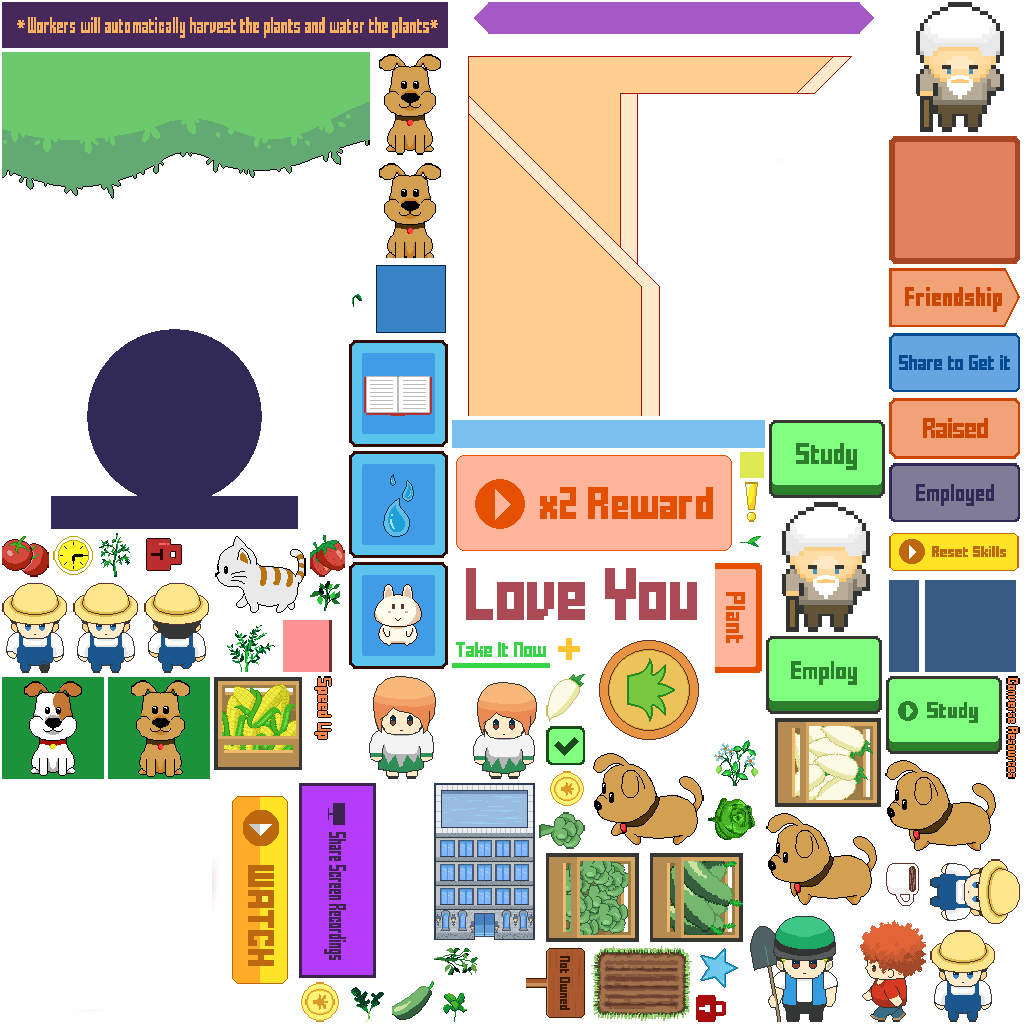 *Workers will automatically harvest the plants and water the plants*
Friendship
Share to Get it
Raised
Study
Employed
x2 Reward
Reset Skills
Love You
Plant
Take It Now
Employ
Speed Up
Study
Converse Resources
WATCH
Share Screen Recordings
Not Owned